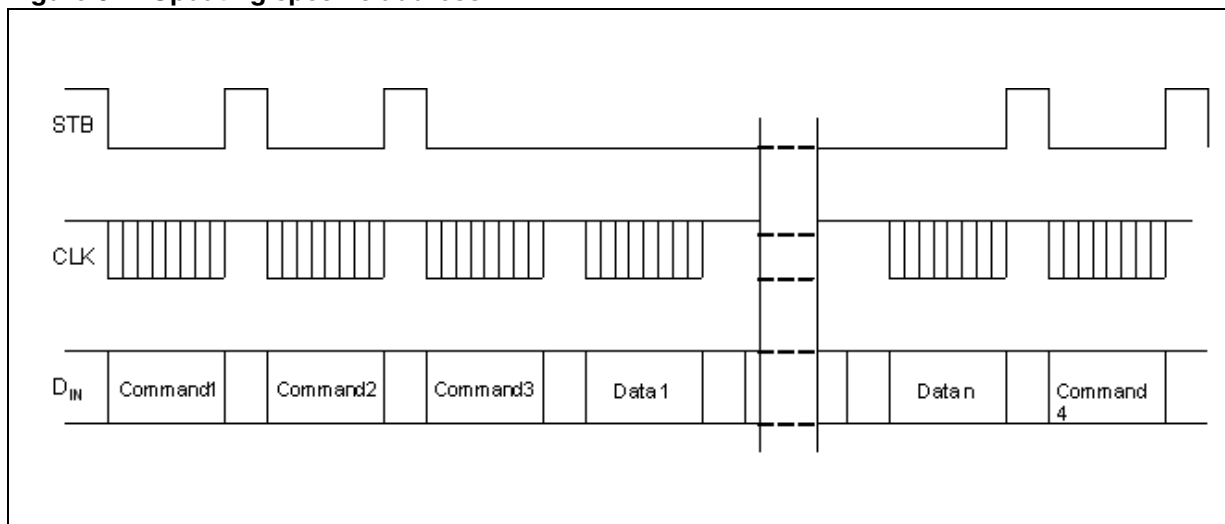 STB
CLK
DIN
Command1
Command2
Command3
Data 1
Data n
Command
4